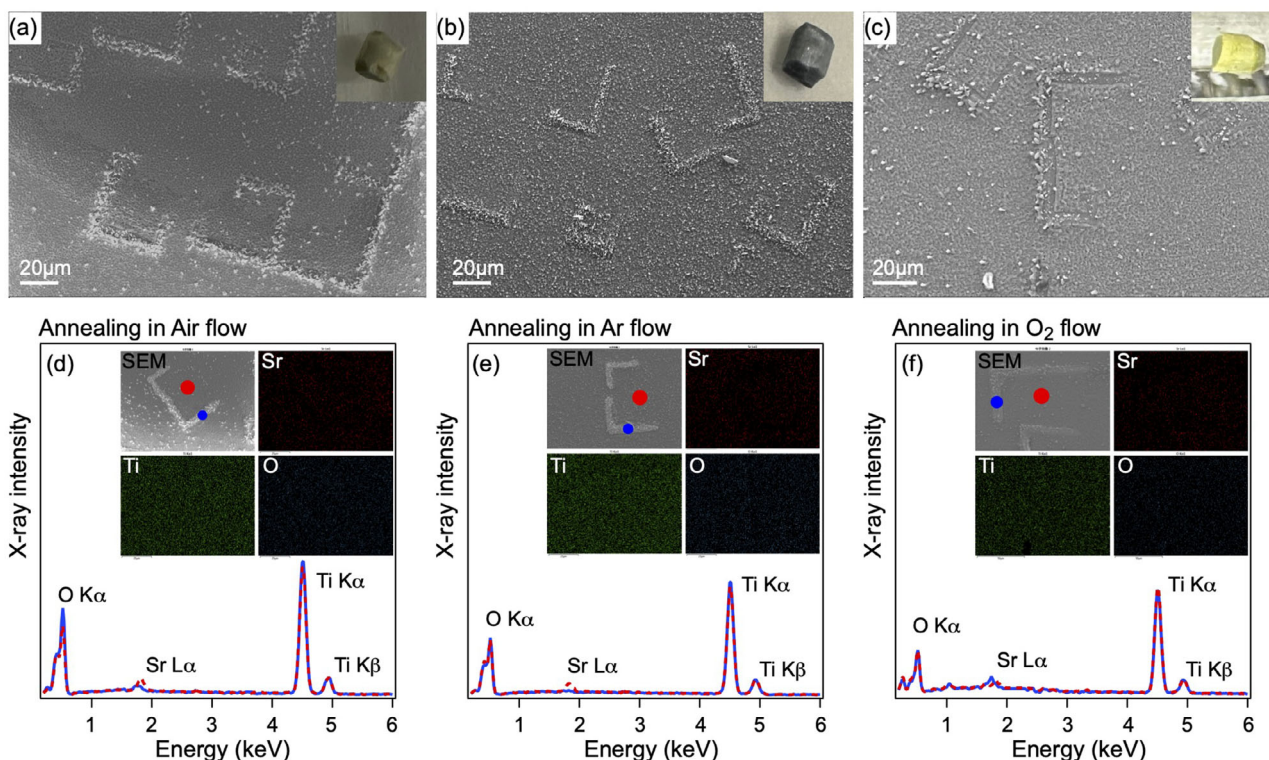 (a)
20μm
(b)
20μm
(c)
20μm
Annealing in Air flow
(d)
SEM
Sr
Ti
O
X-ray intensity
O Kα
Sr Lα
Ti Kα
Ti Kβ
1 2 3 4 5 6
Energy (keV)
Annealing in Ar flow
(e)
SEM
Sr
Ti
O
X-ray intensity
O Kα
Sr Lα
Ti Kα
Ti Kβ
1 2 3 4 5 6
Energy (keV)
Annealing in O₂ flow
(f)
SEM
Sr
Ti
O
X-ray intensity
O Kα
Sr Lα
Ti Kα
Ti Kβ
1 2 3 4 5 6
Energy (keV)